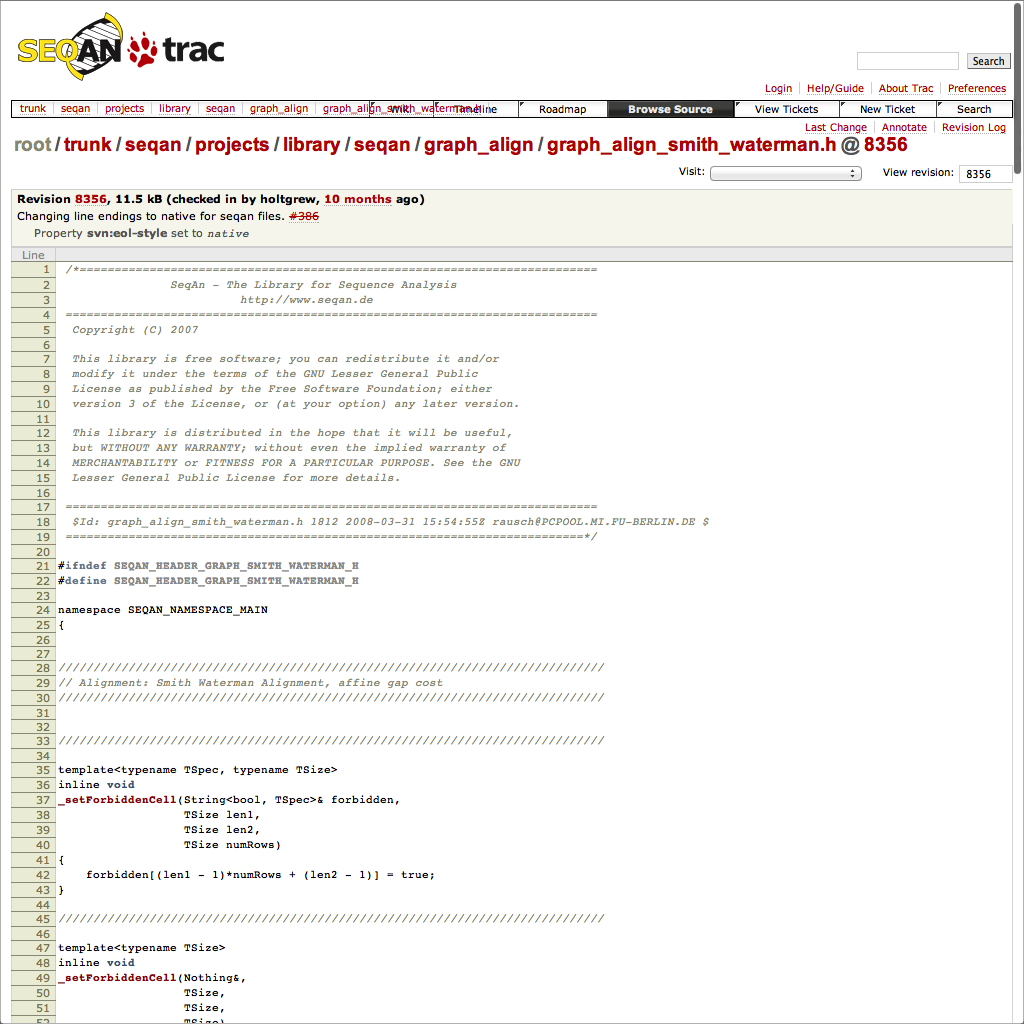 SEQAN trac
Search
Login Help/Guide About Trac Preferences
trunk seqan projects library seqan graph_align graph_align_smith_waterman.h Wiki Timeline Roadmap Browse Source View Tickets New Ticket Search
Last Change Annotate Revision Log
root/trunk/seqan/projects/library/seqan/graph_align/graph_align_smith_waterman.h @ 8356
Visit: View revision: 8356
Revision 8356, 11.5 kB (checked in by holtgrew, 10 months ago)
Changing line endings to native for seqan files. #386
Property svn:eol-style set to native
Line
1 /*==========================================================================
2 SeqAn - The Library for Sequence Analysis
3 http://www.seqan.de
4 ============================================================================
5 Copyright (C) 2007
6
7 This library is free software; you can redistribute it and/or
8 modify it under the terms of the GNU Lesser General Public
9 License as published by the Free Software Foundation; either
10 version 3 of the License, or (at your option) any later version.
11
12 This library is distributed in the hope that it will be useful,
13 but WITHOUT ANY WARRANTY; without even the implied warranty of
14 MERCHANTABILITY or FITNESS FOR A PARTICULAR PURPOSE. See the GNU
15 Lesser General Public License for more details.
16
17 ============================================================================
18 $Id: graph_align_smith_waterman.h 1812 2008-03-31 15:54:55Z rausch@PCPOOL.MI.FU-BERLIN.DE $
19 ==========================================================================*/
20
21 #ifndef SEQAN_HEADER_GRAPH_SMITH_WATERMAN_H
22 #define SEQAN_HEADER_GRAPH_SMITH_WATERMAN_H
23
24 namespace SEQAN_NAMESPACE_MAIN
25 {
26
27
28 //////////////////////////////////////////////////////////////////////////////
29 // Alignment: Smith Waterman Alignment, affine gap cost
30 //////////////////////////////////////////////////////////////////////////////
31
32
33 //////////////////////////////////////////////////////////////////////////////
34
35 template<typename TSpec, typename TSize>
36 inline void
37 _setForbiddenCell(String<bool, TSpec>& forbidden,
38 TSize len1,
39 TSize len2,
40 TSize numRows)
41 {
42 forbidden[(len1 - 1)*numRows + (len2 - 1)] = true;
43 }
44
45 //////////////////////////////////////////////////////////////////////////////
46
47 template<typename TSize>
48 inline void
49 _setForbiddenCell(Nothing&,
50 TSize,
51 TSize,
52 TSize)